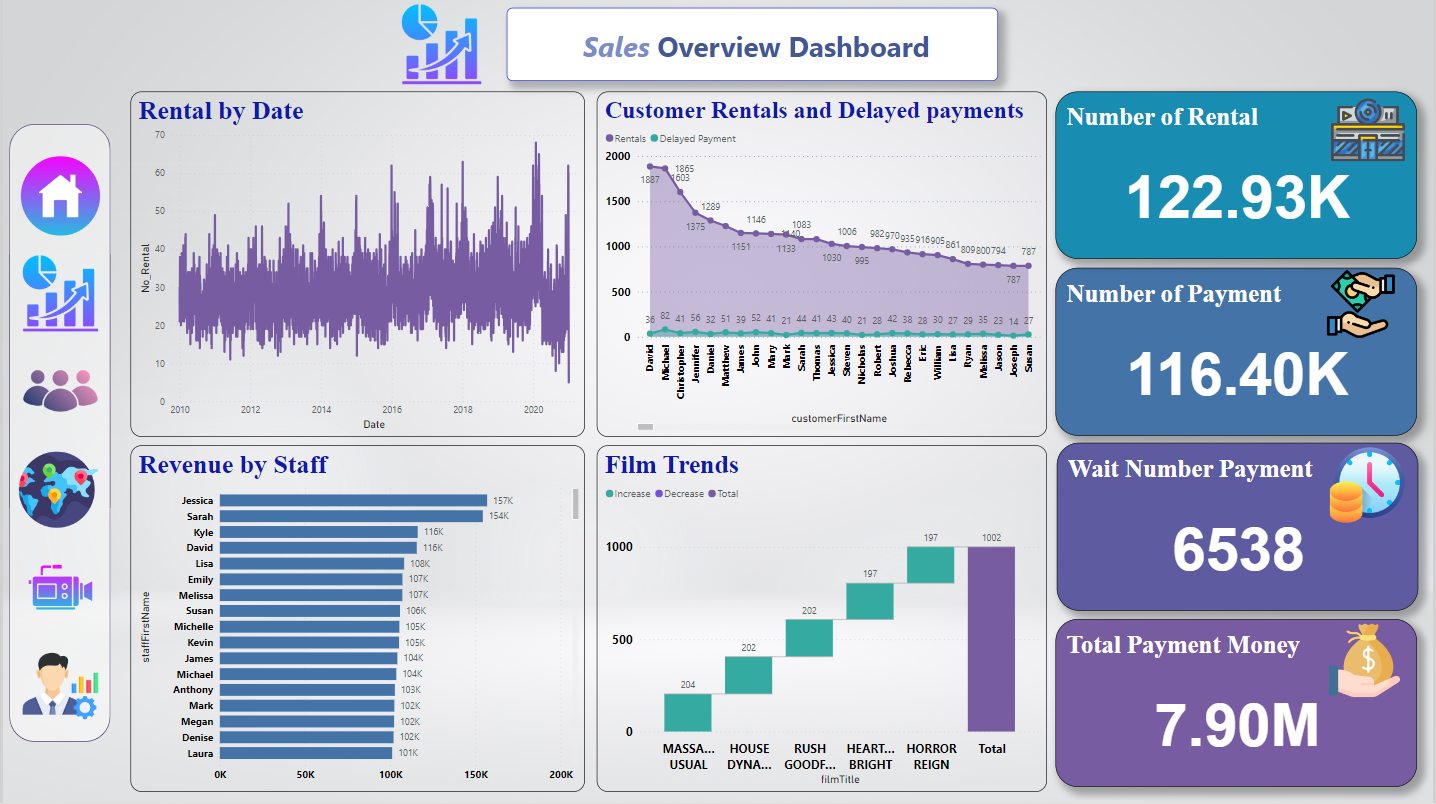 Sales Overview Dashboard
Rental by Date
No_Rental
70
60
50
40
30
20
10
0
2010 2012 2014 2016 2018 2020
Date
Customer Rentals and Delayed payments
Rentals Delayed Payment
2000
1500
1000
500
0
1887 1865 1603 1375 1289 1151 1146 1140 1133 1083 1030 1006 995 982 970 935 916 905 861 809 800 794 787 787
36 82 41 56 32 51 39 52 41 21 44 41 43 40 21 28 42 38 28 30 27 29 35 23 14 27
David Michael Christopher Jennifer Daniel Matthew James John Mary Mark Sarah Thomas Jessica Steven Nicholas Robert Joshua Rebecca Eric William Lisa Ryan Melissa Jason Joseph Susan
customerFirstName
Number of Rental
122.93K
Number of Payment
116.40K
Wait Number Payment
6538
Total Payment Money
7.90M
Revenue by Staff
staffFirstName
Jessica 157K
Sarah 154K
Kyle 116K
David 116K
Lisa 108K
Emily 107K
Melissa 107K
Susan 106K
Michelle 105K
Kevin 105K
James 104K
Michael 104K
Anthony 103K
Mark 102K
Megan 102K
Denise 102K
Laura 101K
0K 50K 100K 150K 200K
Film Trends
Increase Decrease Total
1000
500
0
204 202 202 197 197 1002
MASSA... HOUSE RUSH HEART... HORROR Total
USUAL DYNA... GOODF... BRIGHT REIGN
filmTitle